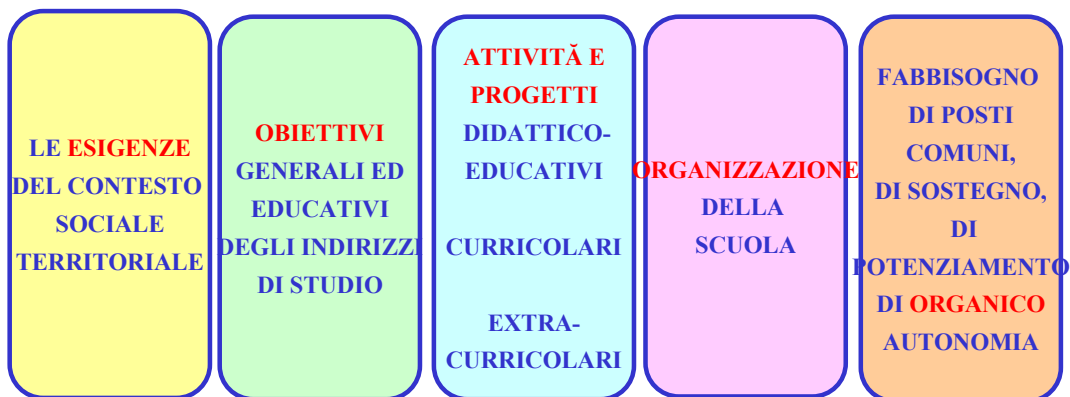 LE ESIGENZE
DEL CONTESTO
SOCIALE
TERRITORIALE
OBIETTIVI
GENERALI ED
EDUCATIVI
DEGLI INDIRIZZI
DI STUDIO
ATTIVITĂ E
PROGETTI
DIDATTICO-
EDUCATIVI
CURRICOLARI
EXTRA-
CURRICOLARI
ORGANIZZAZIONE
DELLA
SCUOLA
FABBISOGNO
DI POSTI
COMUNI,
DI SOSTEGNO,
DI
POTENZIAMENTO
DI ORGANICO
AUTONOMIA